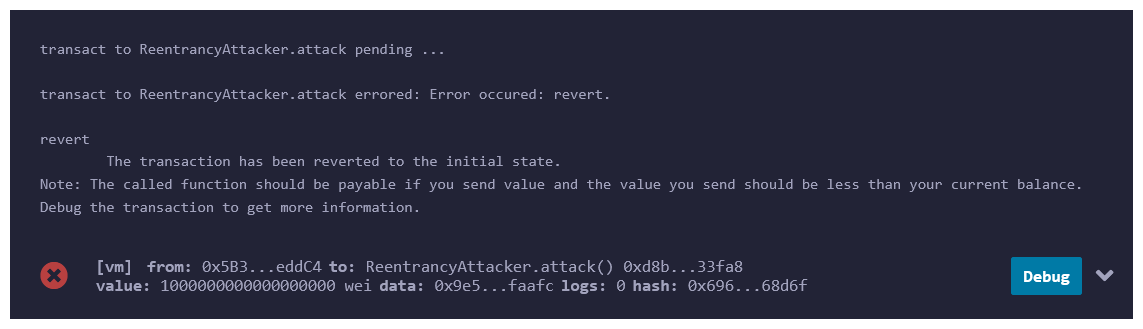 transact to ReentrancyAttacker.attack pending ...
transact to ReentrancyAttacker.attack errored: Error occured: revert.
revert
The transaction has been reverted to the initial state.
Note: The called function should be payable if you send value and the value you send should be less than your current balance.
Debug the transaction to get more information.
[vm] from: 0x5B3...eddC4 to: ReentrancyAttacker.attack() 0xd8b...33fa8
value: 1000000000000000000 wei data: 0x9e5...faafc logs: 0 hash: 0x696...68d6f
Debug